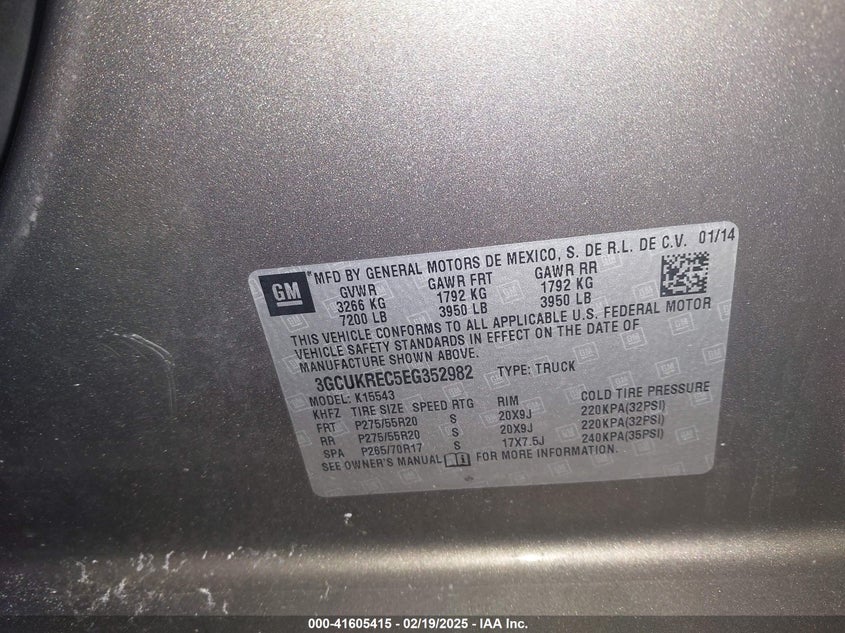 GM *MFD BY GENERAL MOTORS DE MEXICO, S. DE R.L. DE C.V. 01/14
GVWR GAWR FRT GAWR RR
3266 KG 1792 KG 1792 KG
7200 LB 3950 LB 3950 LB
THIS VEHICLE CONFORMS TO ALL APPLICABLE U.S. FEDERAL MOTOR
VEHICLE SAFETY STANDARDS IN EFFECT ON THE DATE OF
MANUFACTURE SHOWN ABOVE.
3GCUKREC5EG352982 TYPE: TRUCK
MODEL: K15543
KHFZ TIRE SIZE SPEED RTG RIM COLD TIRE PRESSURE
FRT P275/55R20 S 20X9J 220KPA(32PSI)
RR P275/55R20 S 20X9J 220KPA(32PSI)
SPA P265/70R17 S 17X7.5J 240KPA(35PSI)
SEE OWNER'S MANUAL FOR MORE INFORMATION.
000-41605415 - 02/19/2025 - IAA Inc.